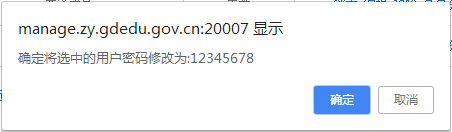 manage.zy.gdedu.gov.cn:20007 显示
确定将选中的用户密码修改为:12345678
确定
取消